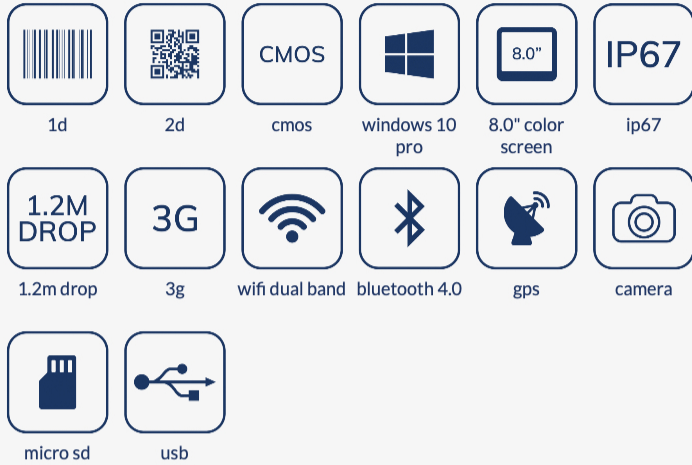 CMOS
8.0”
IP67
1d
2d
cmos
windows 10
pro
8.0" color
screen
ip67
1.2M
DROP
3G
1.2m drop
3g
wifi dual band
bluetooth 4.0
gps
camera
micro sd
usb